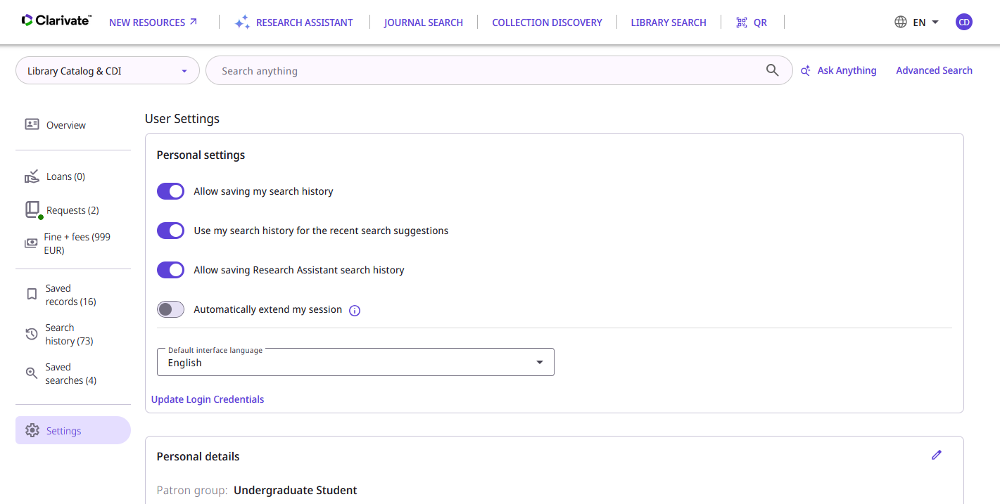 Clarivate™
NEW RESOURCES
RESEARCH ASSISTANT
JOURNAL SEARCH
COLLECTION DISCOVERY
LIBRARY SEARCH
QR
EN
CD
Library Catalog & CDI
Search anything
Ask Anything
Advanced Search
Overview
Loans (0)
Requests (2)
Fine + fees (999
EUR)
Saved
records (16)
Search
history (73)
Saved
searches (4)
Settings
User Settings
Personal settings
Allow saving my search history
Use my search history for the recent search suggestions
Allow saving Research Assistant search history
Automatically extend my session
Default interface language
English
Update Login Credentials
Personal details
Patron group: Undergraduate Student